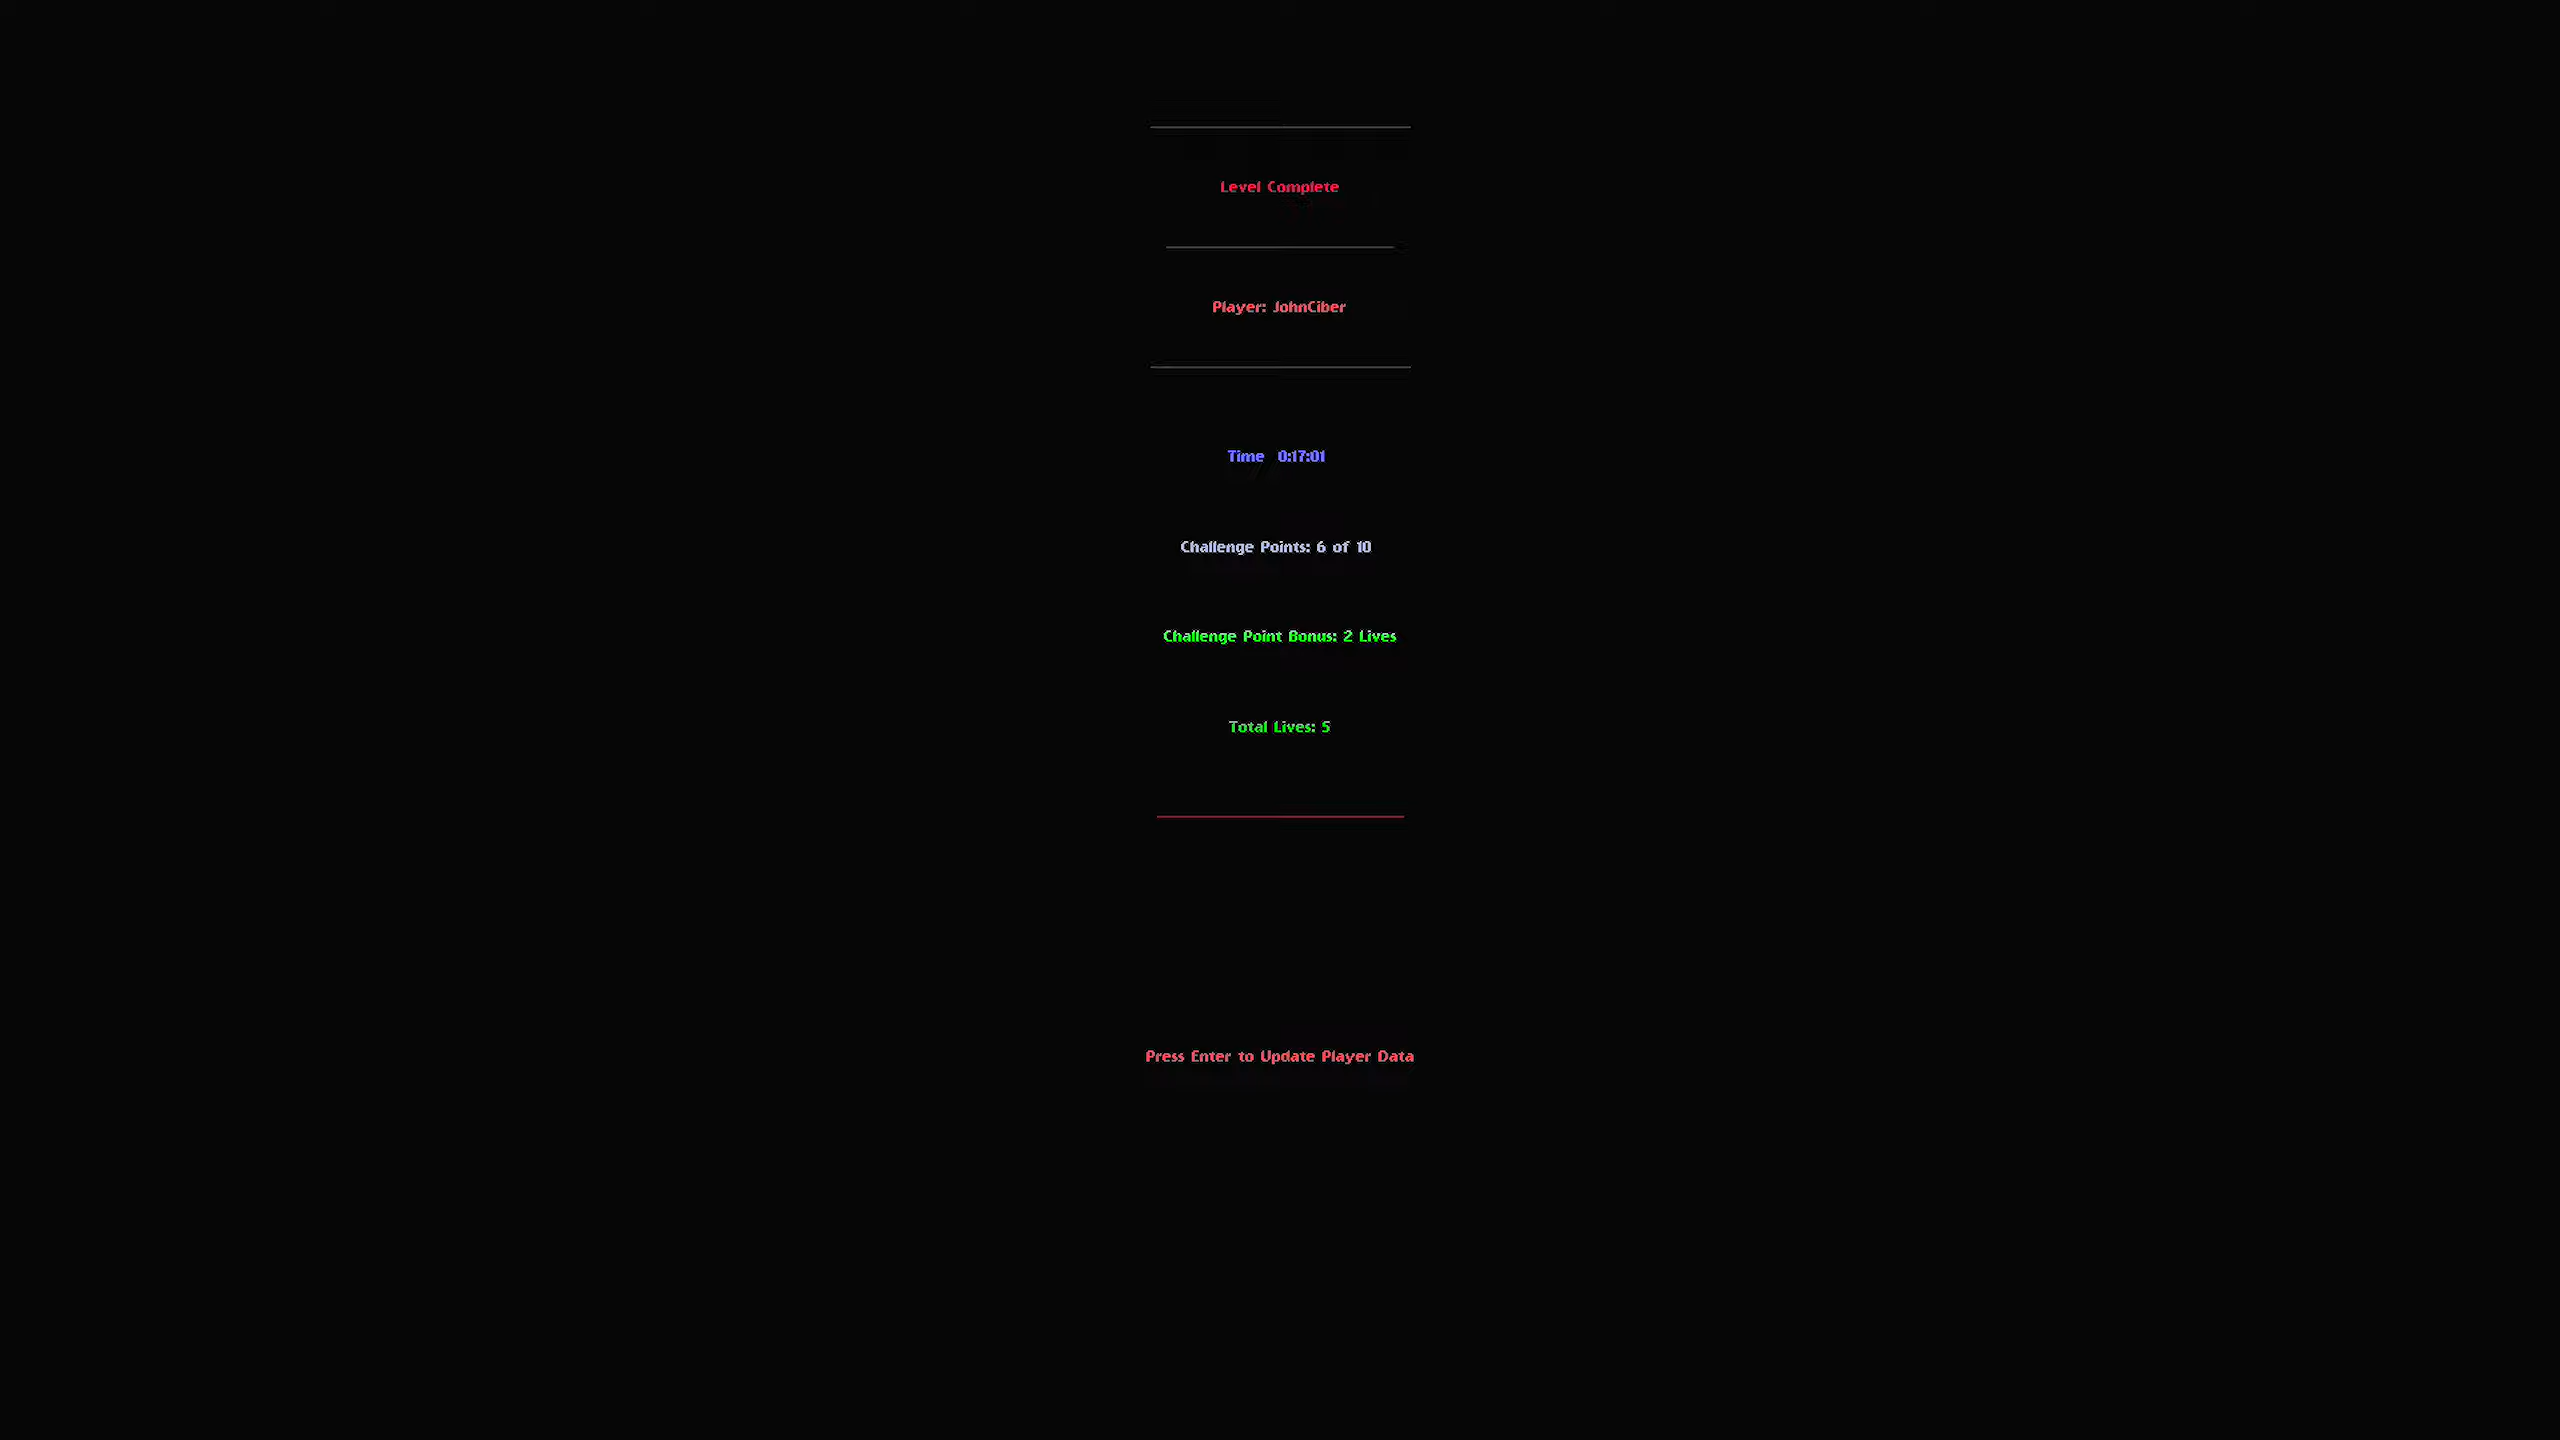 Level Complete
Player: JohnCiber
Time 0:17:01
Challenge Points: 6 of 10
Challenge Point Bonus: 2 Lives
Total Lives: 5
Press Enter to Update Player Data